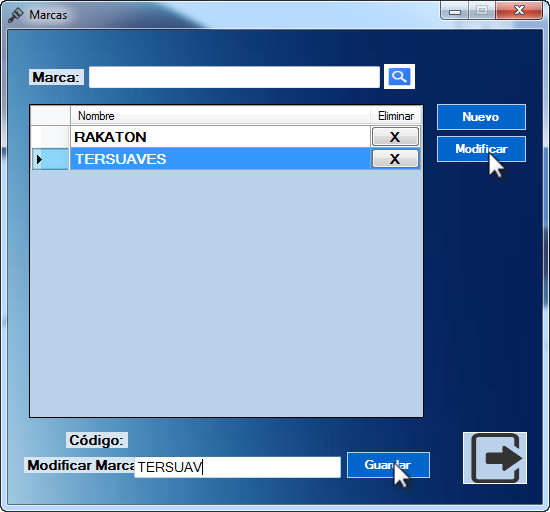 Marcas
Marca:
Nombre Eliminar
RAKATON X
TERSUAVES X
Nuevo
Modificar
Código:
Modificar Marca TERSUAV
Guardar